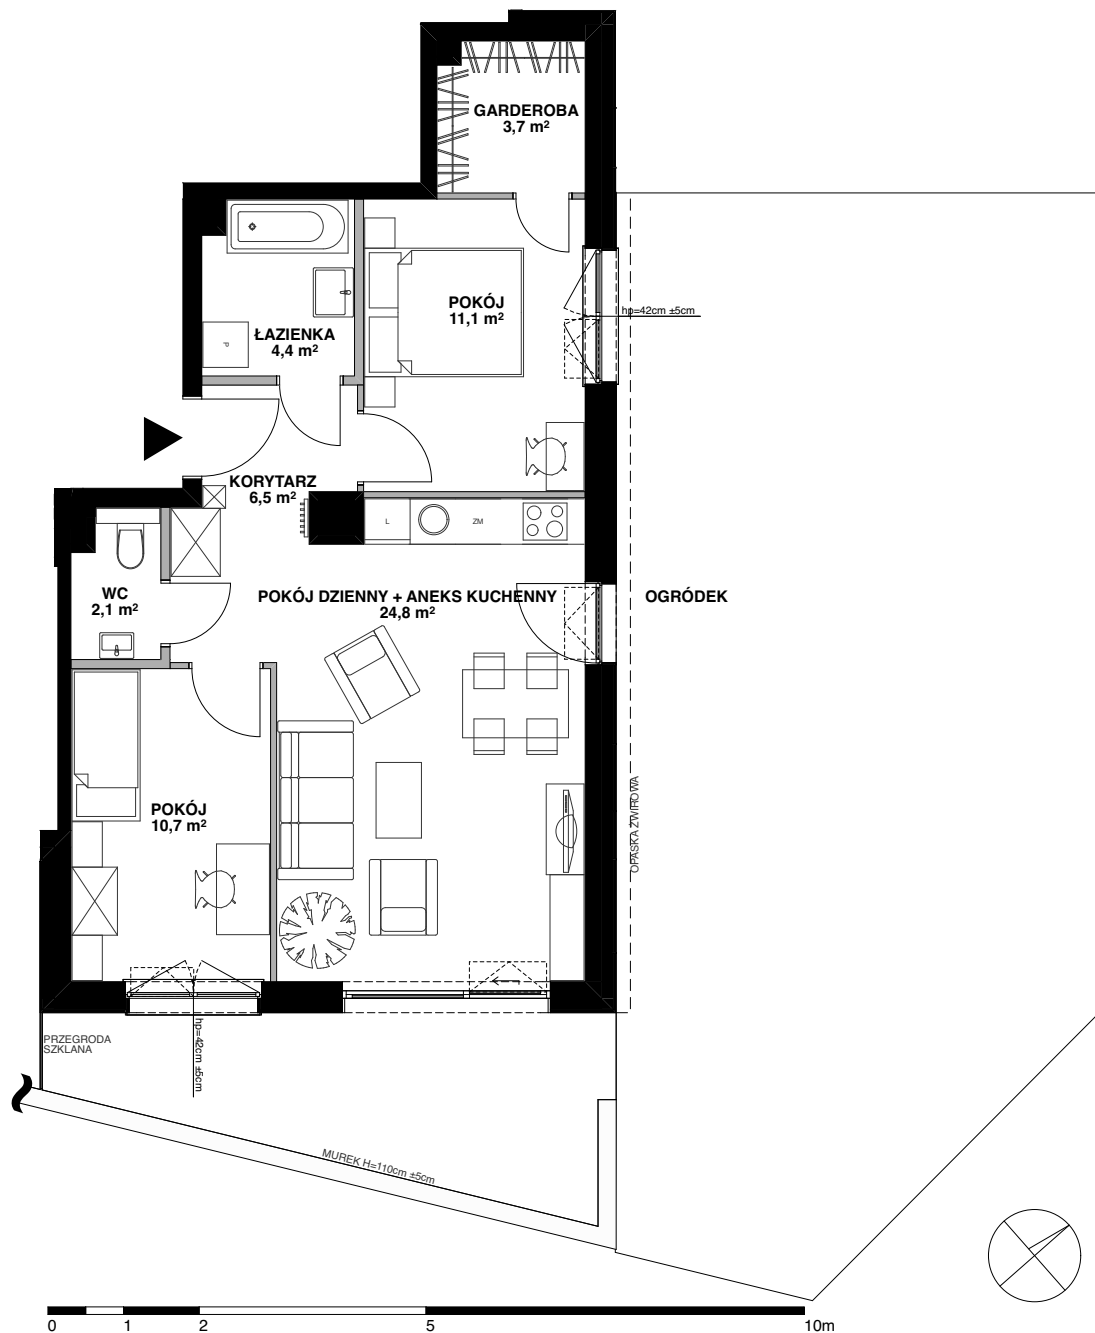 GARDEROBA
3,7 m²
POKÓJ
11,1 m²
hp=42cm ±5cm
ŁAZIENKA
4,4 m²
P
KORYTARZ
6,5 m²
L
ZM
WC
2,1 m²
POKÓJ DZIENNY + ANEKS KUCHENNY
24,8 m²
OGRÓDEK
POKÓJ
10,7 m²
OPASKA ŻWIROWA
PRZEGRODA
SZKLANA
hp=42cm ±5cm
MUREK H=110cm ±5cm
0 1 2 5 10m